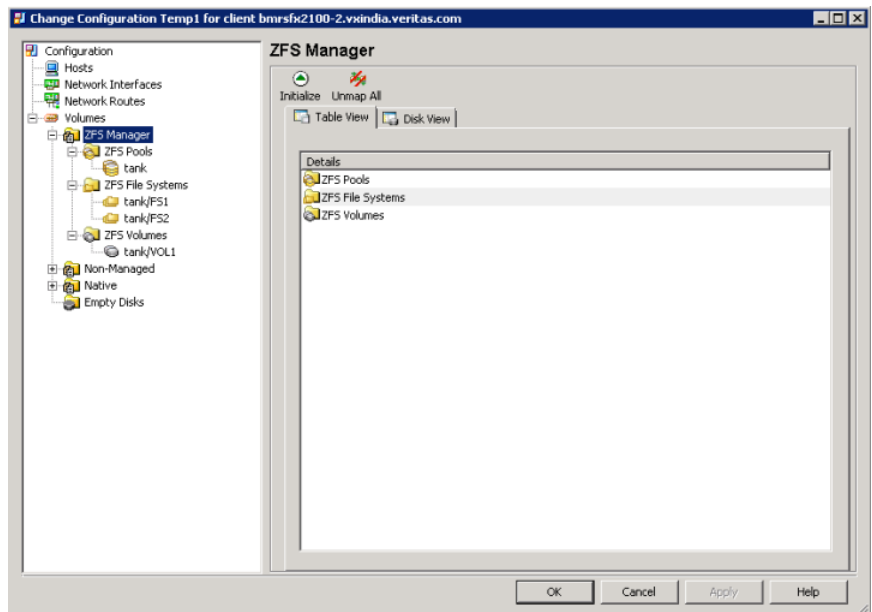 Change Configuration Temp1 for client bmrsfx2100-2.vxindia.veritas.com
Configuration
Hosts
Network Interfaces
Network Routes
Volumes
ZFS Manager
ZFS Pools
tank
ZFS File Systems
tank/FS1
tank/FS2
ZFS Volumes
tank/VOL1
Non-Managed
Native
Empty Disks
ZFS Manager
Initialize Unmap All
Table View Disk View
Details
ZFS Pools
ZFS File Systems
ZFS Volumes
OK Cancel Apply Help